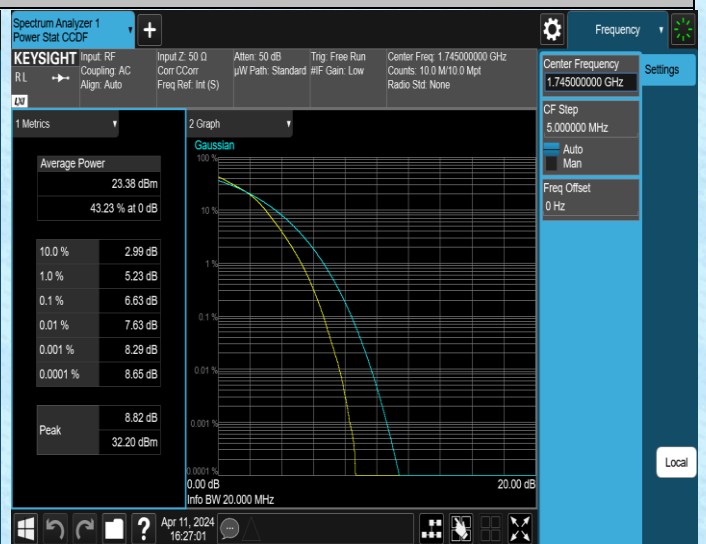 Spectrum Analyzer 1
Power Stat CCDF
+
Frequency
KEYSIGHT
RL
LXI
Input: RF
Coupling: AC
Align: Auto
Input Z: 50 Ω
Corr CCorr
Freq Ref: Int (S)
Atten: 50 dB
µW Path: Standard
Trig: Free Run
#IF Gain: Low
Center Freq: 1.745000000 GHz
Counts: 10.0 M/10.0 Mpt
Radio Std: None
Center Frequency
1.745000000 GHz
Settings
CF Step
5.000000 MHz
Auto
Man
Freq Offset
0 Hz
1 Metrics
Average Power
23.38 dBm
43.23 % at 0 dB
10.0 % 2.99 dB
1.0 % 5.23 dB
0.1 % 6.63 dB
0.01 % 7.63 dB
0.001 % 8.29 dB
0.0001 % 8.65 dB
Peak
8.82 dB
32.20 dBm
2 Graph
Gaussian
100 %
10 %
1 %
0.1 %
0.01 %
0.001 %
0.0001 %
0.00 dB 20.00 dB
Info BW 20.000 MHz
Local
?
Apr 11, 2024
16:27:01